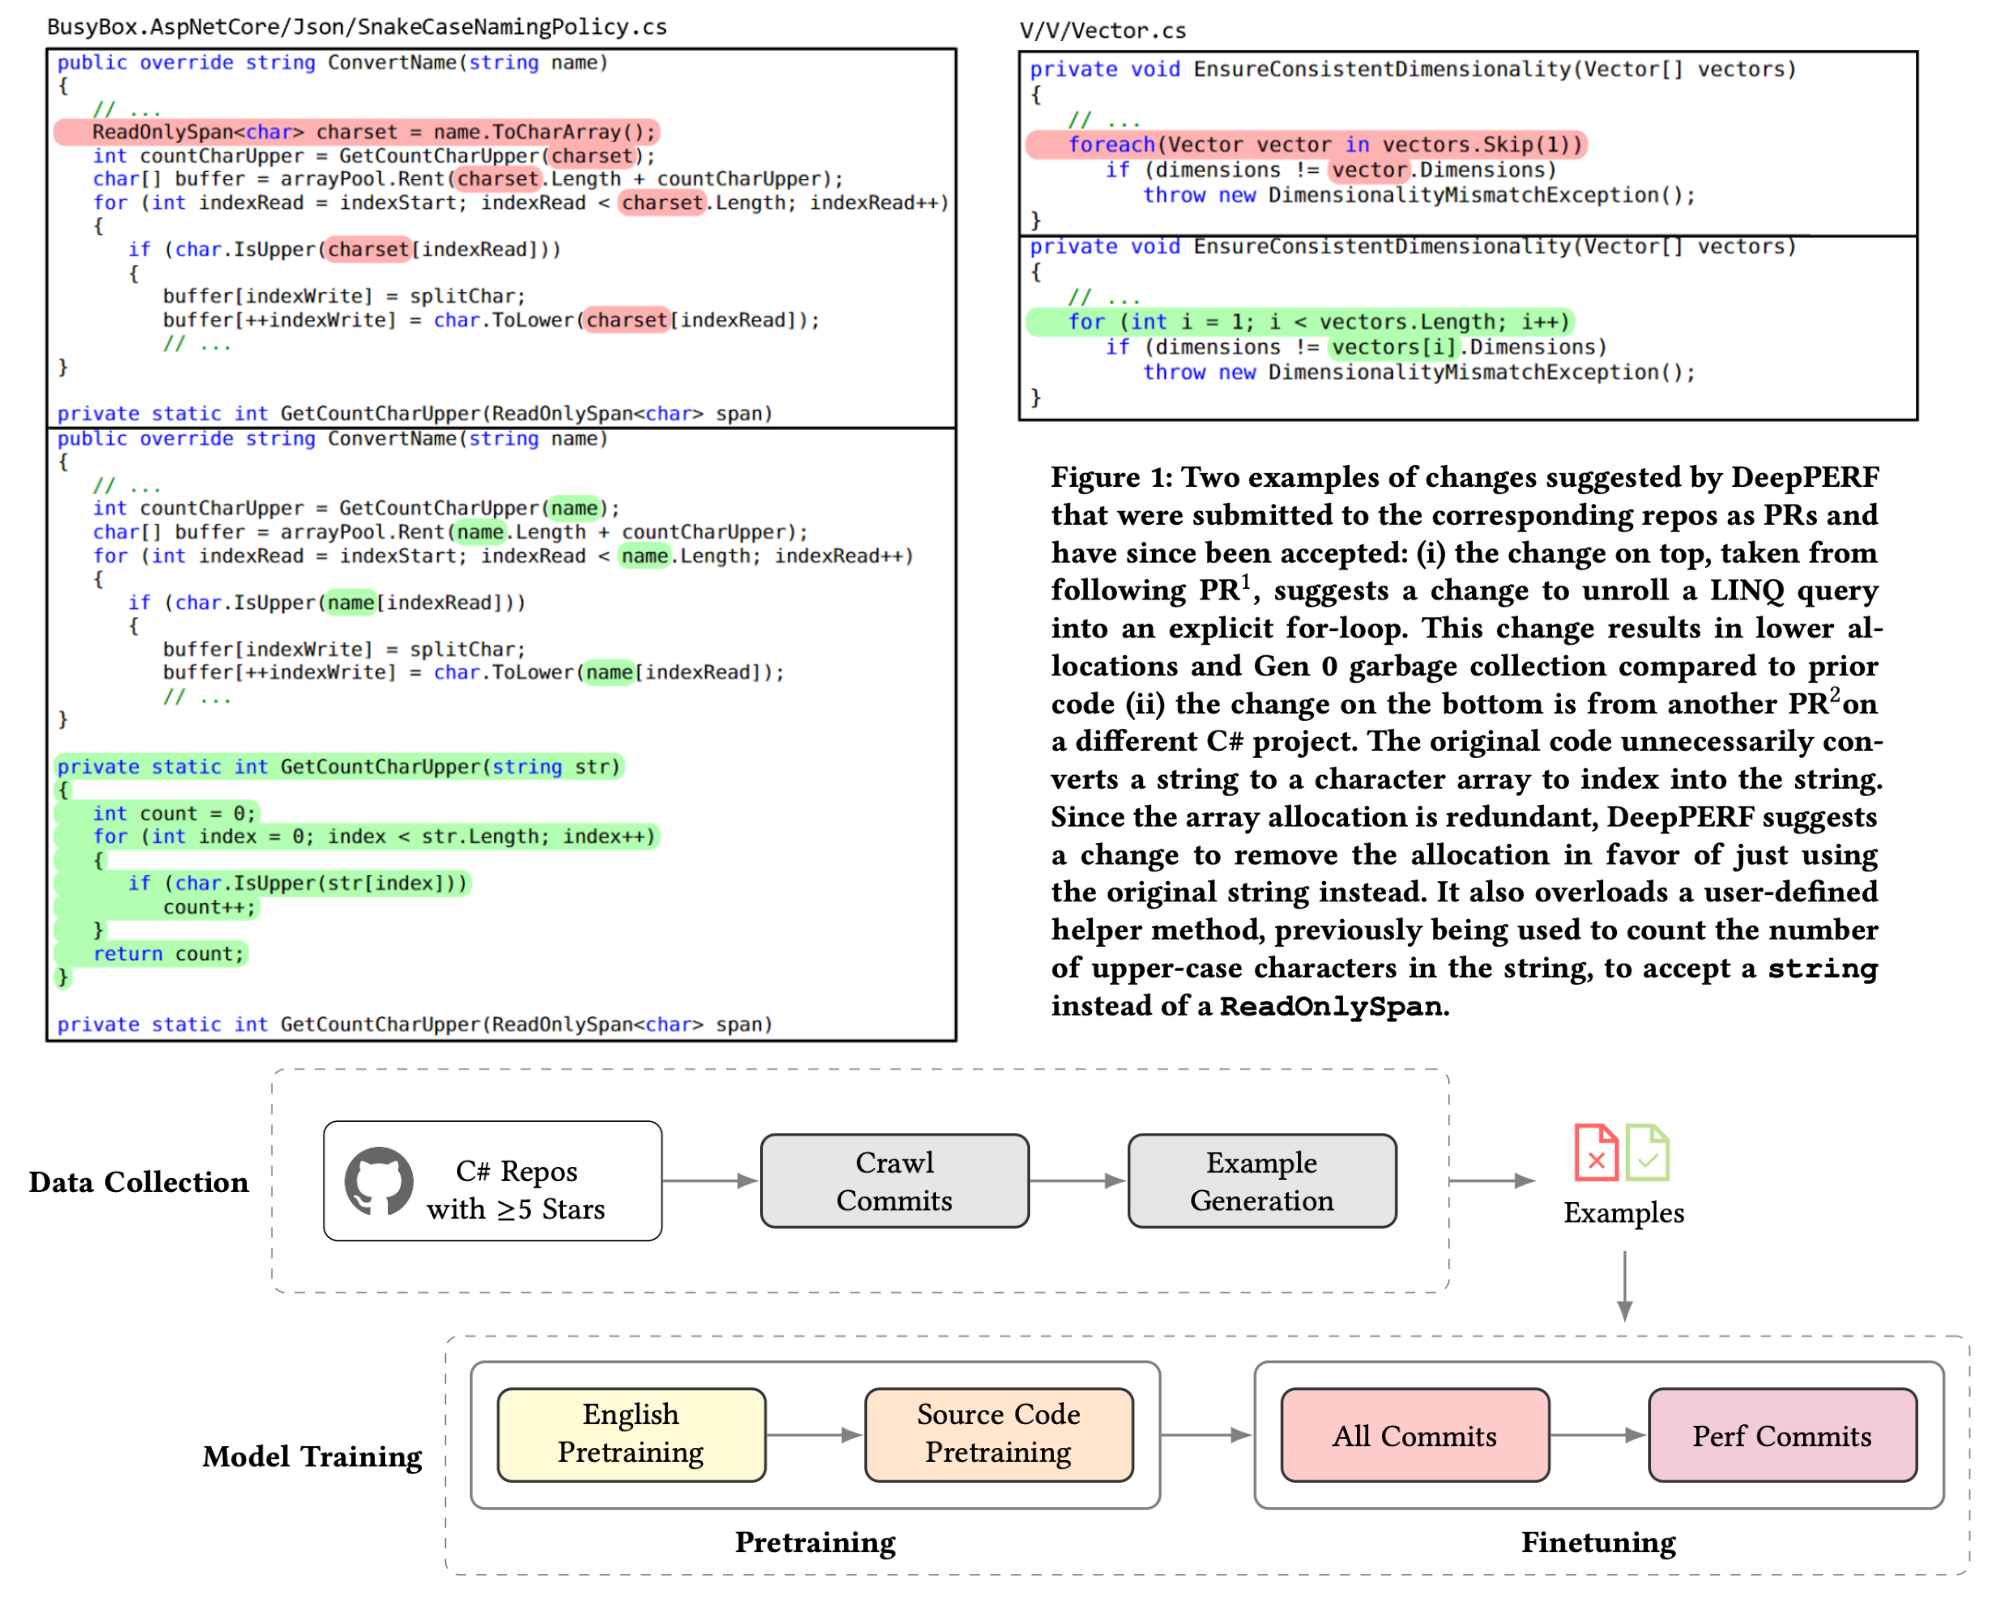 BusyBox.AspNetCore/Json/SnakeCaseNamingPolicy.cs
public override string ConvertName(string name)
{
// ...
ReadOnlySpan<char> charset = name.ToCharArray();
int countCharUpper = GetCountCharUpper(charset);
char[] buffer = arrayPool.Rent(charset.Length + countCharUpper);
for (int indexRead = indexStart; indexRead < charset.Length; indexRead++)
{
if (char.IsUpper(charset[indexRead]))
{
buffer[indexWrite] = splitChar;
buffer[++indexWrite] = char.ToLower(charset[indexRead]);
// ...
}
private static int GetCountCharUpper(ReadOnlySpan<char> span)
public override string ConvertName(string name)
{
// ...
int countCharUpper = GetCountCharUpper(name);
char[] buffer = arrayPool.Rent(name.Length + countCharUpper);
for (int indexRead = indexStart; indexRead < name.Length; indexRead++)
{
if (char.IsUpper(name[indexRead]))
{
buffer[indexWrite] = splitChar;
buffer[++indexWrite] = char.ToLower(name[indexRead]);
// ...
}
private static int GetCountCharUpper(string str)
{
int count = 0;
for (int index = 0; index < str.Length; index++)
{
if (char.IsUpper(str[index]))
count++;
}
return count;
}
private static int GetCountCharUpper(ReadOnlySpan<char> span)
V/V/Vector.cs
private void EnsureConsistentDimensionality(Vector[] vectors)
{
// ...
foreach(Vector vector in vectors.Skip(1))
if (dimensions != vector.Dimensions)
throw new DimensionalityMismatchException();
}
private void EnsureConsistentDimensionality(Vector[] vectors)
{
// ...
for (int i = 1; i < vectors.Length; i++)
if (dimensions != vectors[i].Dimensions)
throw new DimensionalityMismatchException();
}
Figure 1: Two examples of changes suggested by DeepPERF
that were submitted to the corresponding repos as PRs and
have since been accepted: (i) the change on top, taken from
following PR1, suggests a change to unroll a LINQ query
into an explicit for-loop. This change results in lower al-
locations and Gen 0 garbage collection compared to prior
code (ii) the change on the bottom is from another PR2on
a different C# project. The original code unnecessarily con-
verts a string to a character array to index into the string.
Since the array allocation is redundant, DeepPERF suggests
a change to remove the allocation in favor of just using
the original string instead. It also overloads a user-defined
helper method, previously being used to count the number
of upper-case characters in the string, to accept a string
instead of a ReadOnlySpan.
Data Collection
C# Repos
with ≥5 Stars
Crawl
Commits
Example
Generation
Examples
Model Training
English
Pretraining
Source Code
Pretraining
All Commits
Perf Commits
Pretraining
Finetuning